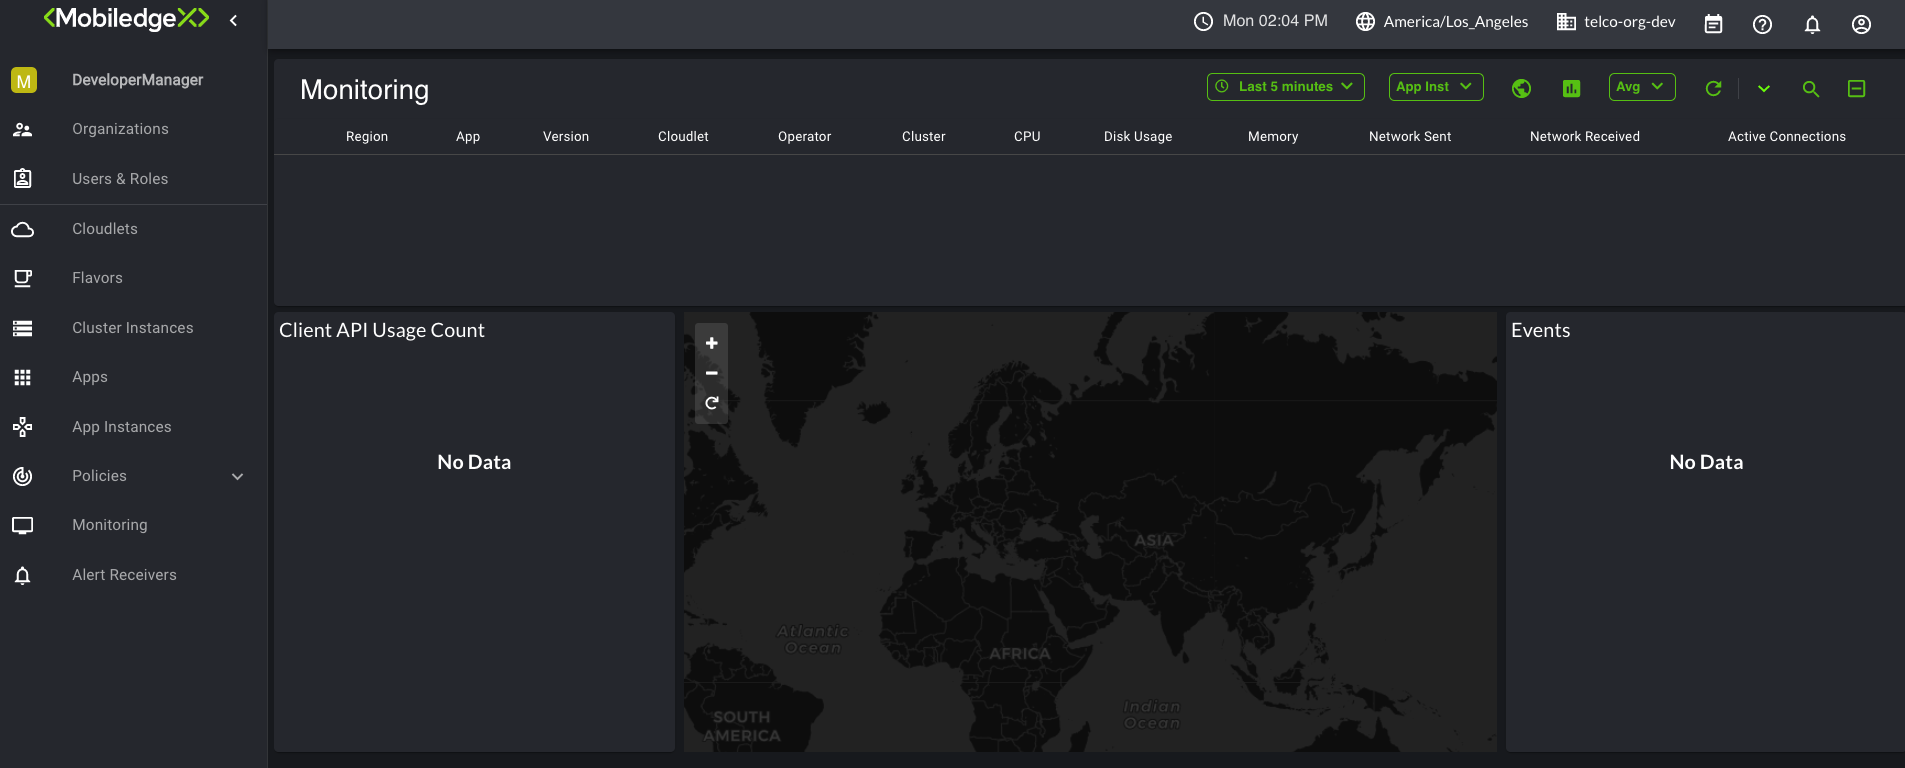 <MobiledgeX>
Mon 02:04 PM
America/Los_Angeles
telco-org-dev
M
DeveloperManager
Organizations
Users & Roles
Cloudlets
Flavors
Cluster Instances
Apps
App Instances
Policies
Monitoring
Alert Receivers
Monitoring
Last 5 minutes
App Inst
Avg
Region App Version Cloudlet Operator Cluster CPU Disk Usage Memory Network Sent Network Received Active Connections
Client API Usage Count
No Data
ASIA
Atlantic
Ocean
AFRICA
Indian
Ocean
SOUTH
AMERICA
Events
No Data